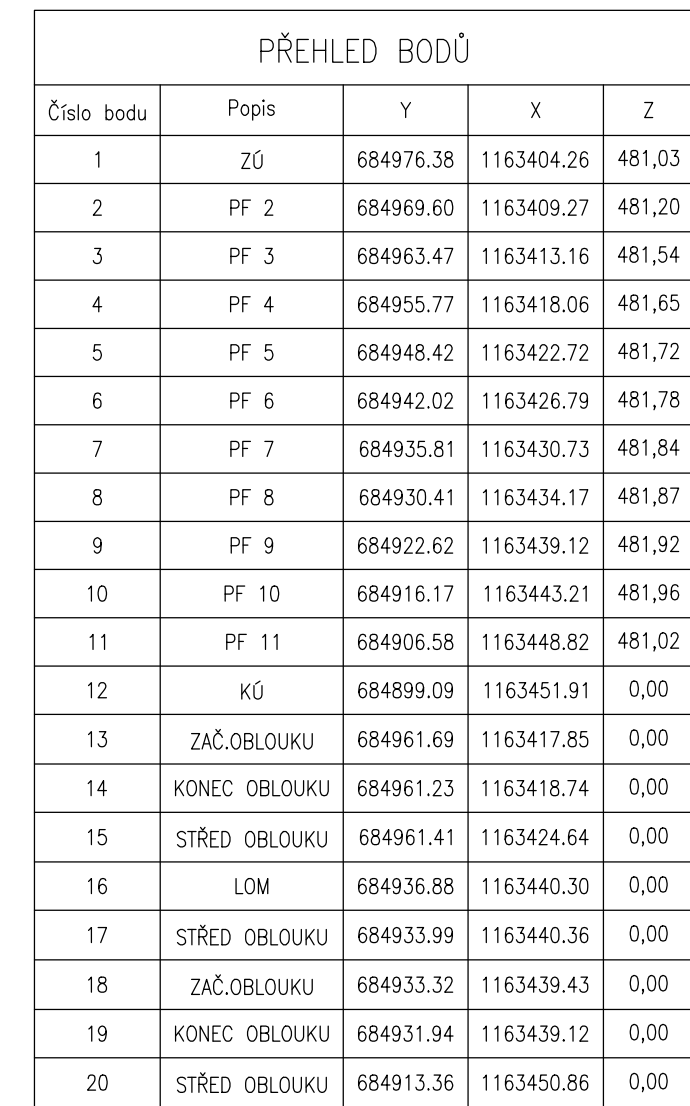 PŘEHLED BODŮ
Číslo bodu Popis Y X Z
1 ZÚ 684976.38 1163404.26 481,03
2 PF 2 684969.60 1163409.27 481,20
3 PF 3 684963.47 1163413.16 481,54
4 PF 4 684955.77 1163418.06 481,65
5 PF 5 684948.42 1163422.72 481,72
6 PF 6 684942.02 1163426.79 481,78
7 PF 7 684935.81 1163430.73 481,84
8 PF 8 684930.41 1163434.17 481,87
9 PF 9 684922.62 1163439.12 481,92
10 PF 10 684916.17 1163443.21 481,96
11 PF 11 684906.58 1163448.82 481,02
12 KÚ 684899.09 1163451.91 0,00
13 ZAČ.OBLOUKU 684961.69 1163417.85 0,00
14 KONEC OBLOUKU 684961.23 1163418.74 0,00
15 STŘED OBLOUKU 684961.41 1163424.64 0,00
16 LOM 684936.88 1163440.30 0,00
17 STŘED OBLOUKU 684933.99 1163440.36 0,00
18 ZAČ.OBLOUKU 684933.32 1163439.43 0,00
19 KONEC OBLOUKU 684931.94 1163439.12 0,00
20 STŘED OBLOUKU 684913.36 1163450.86 0,00